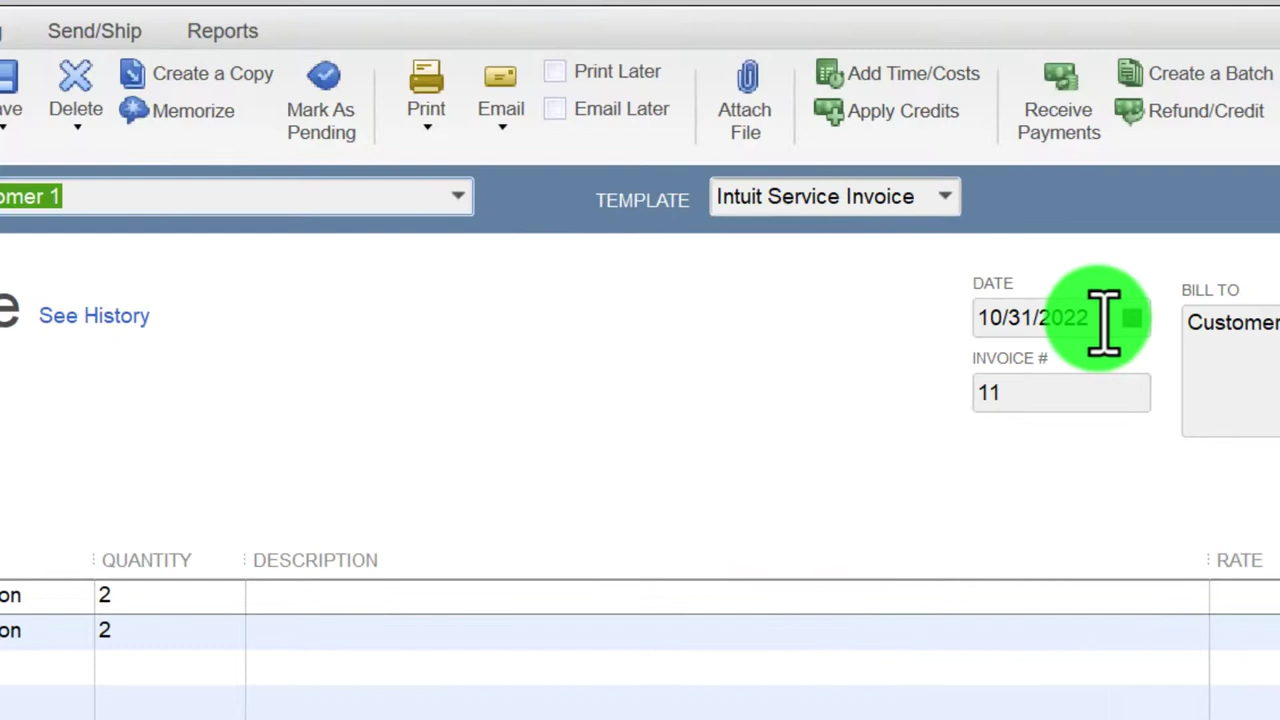 Send/Ship Reports
Create a Copy Print Later Add Time/Costs Create a Batch
Delete Memorize Mark As Pending Print Email Email Later Attach File Apply Credits Receive Payments Refund/Credit
omer 1 TEMPLATE Intuit Service Invoice
DATE
BILL TO
e See History 10/31/2022 Customer
INVOICE #
11
QUANTITY DESCRIPTION RATE
on 2
on 2